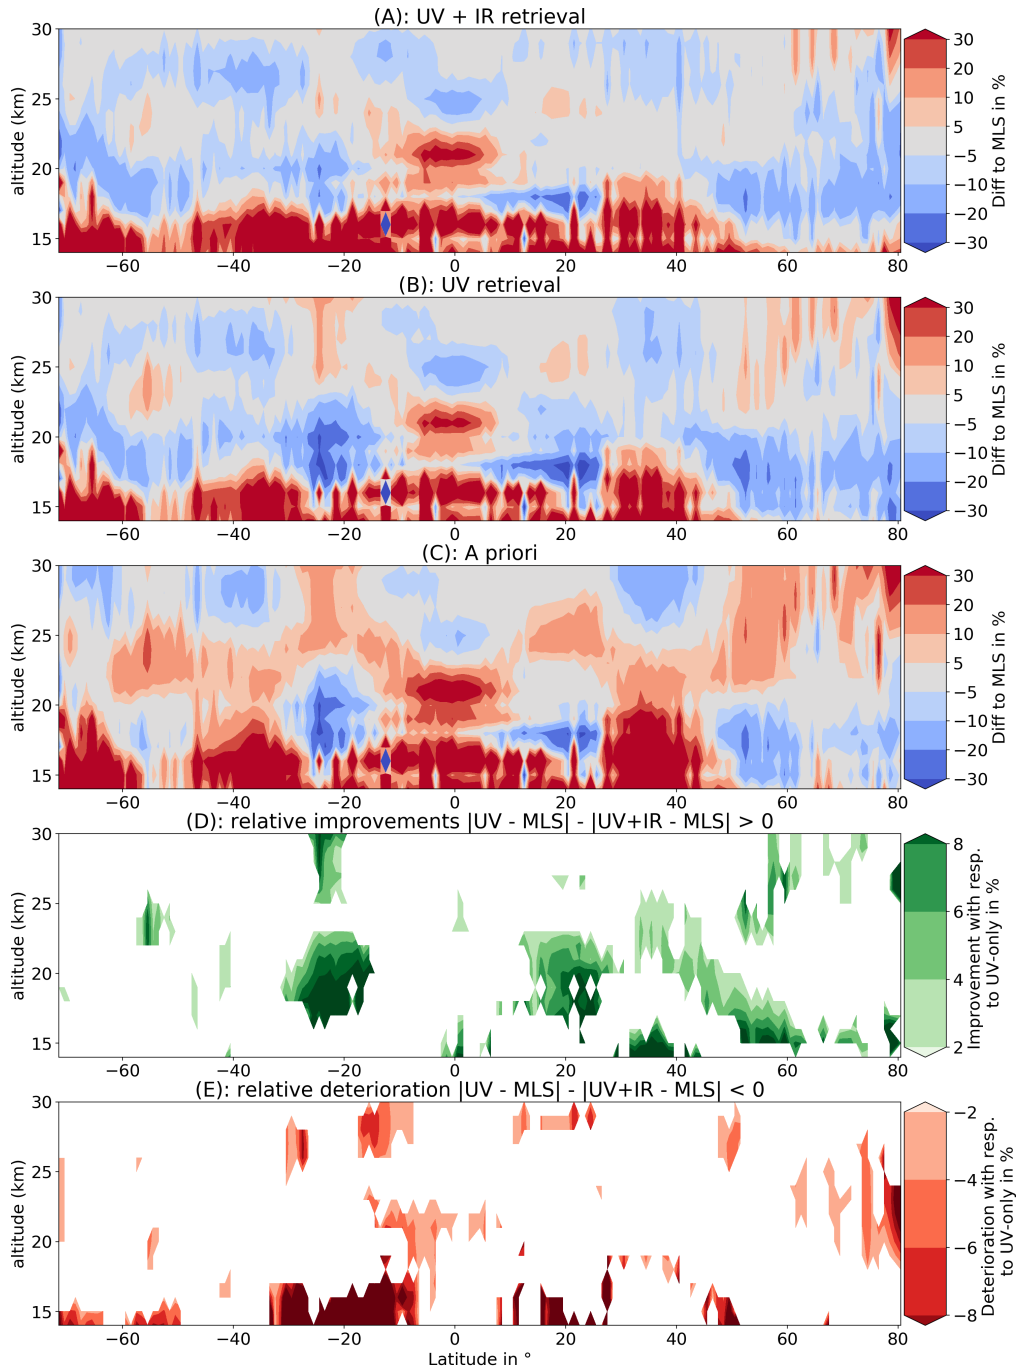 (A): UV + IR retrieval
30
25
20
15
altitude (km)
−60 −40 −20 0 20 40 60 80
30
20
10
5
−5
−10
−20
−30
Diff to MLS in %
(B): UV retrieval
30
25
20
15
altitude (km)
−60 −40 −20 0 20 40 60 80
30
20
10
5
−5
−10
−20
−30
Diff to MLS in %
(C): A priori
30
25
20
15
altitude (km)
−60 −40 −20 0 20 40 60 80
30
20
10
5
−5
−10
−20
−30
Diff to MLS in %
(D): relative improvements |UV - MLS| - |UV+IR - MLS| > 0
30
25
20
15
altitude (km)
−60 −40 −20 0 20 40 60 80
8
6
4
2
Improvement with resp.
to UV-only in %
(E): relative deterioration |UV - MLS| - |UV+IR - MLS| < 0
30
25
20
15
altitude (km)
−60 −40 −20 0 20 40 60 80
Latitude in °
−2
−4
−6
−8
Deterioration with resp.
to UV-only in %